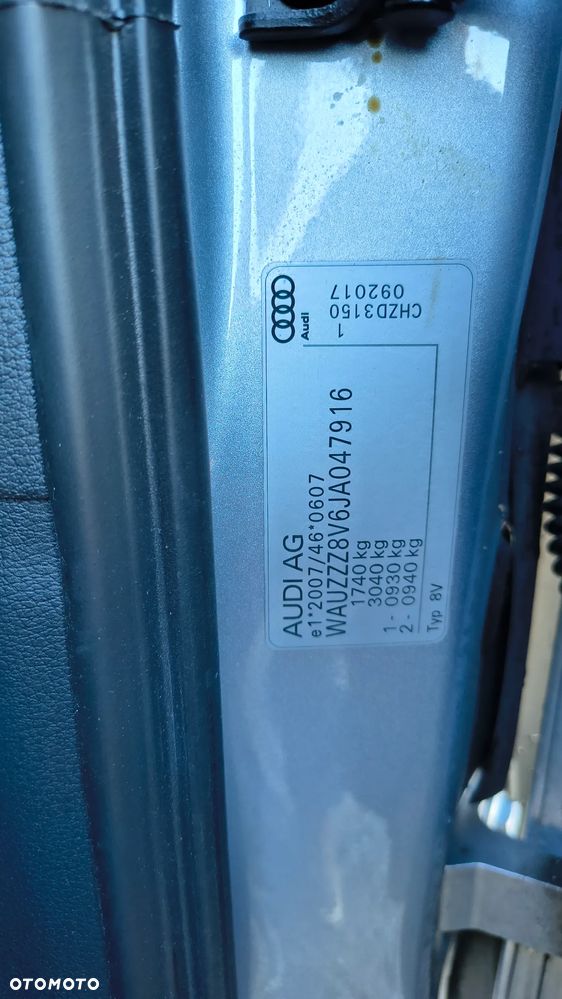 AUDI AG
e1*2007/46*0607
WAUZZZ8V6JA047916
1740 kg
3040 kg
1- 0930 kg
2- 0940 kg
Typ 8V
Audi
1
CHZD3150
092017
OTOMOTO